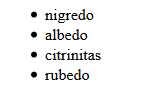 • nigredo
• albedo
• citrinitas
• rubedo